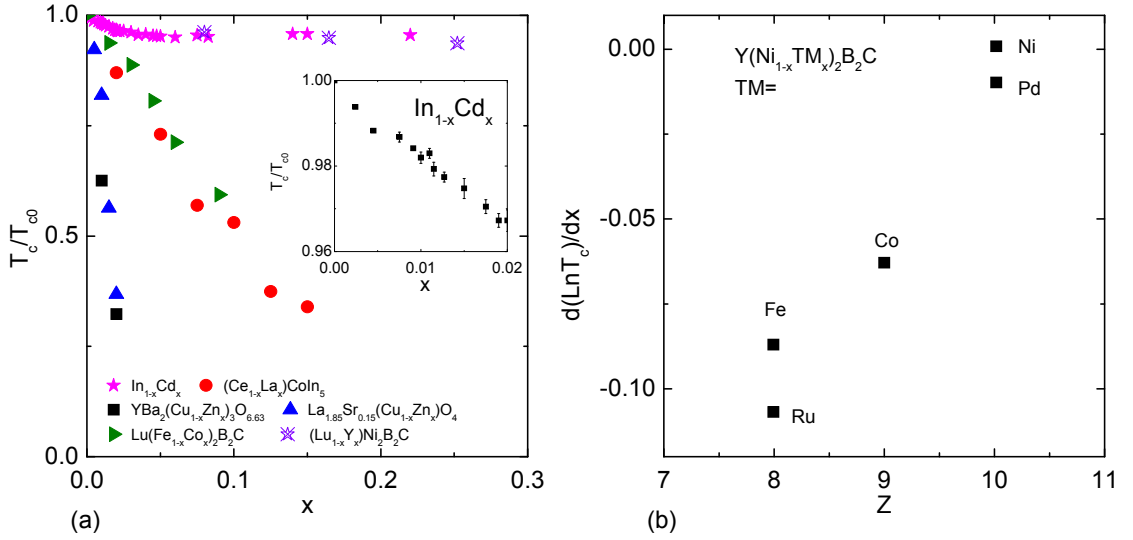 1.0
0.5
0.0
T_c/T_c0
0.0
0.1
0.2
0.3
x
(a)
In_1-xCd_x
(Ce_1-xLa_x)CoIn_5
YBa_2(Cu_1-xZn_x)_3O_6.63
La_1.85Sr_0.15(Cu_1-xZn_x)O_4
Lu(Fe_1-xCo_x)_2B_2C
(Lu_1-xY_x)Ni_2B_2C
1.00
0.98
0.96
T_c/T_c0
In_1-xCd_x
0.00
0.01
0.02
x
0.00
-0.05
-0.10
d(LnT_c)/dx
Y(Ni_1-xTM_x)_2B_2C
TM=
Ni
Pd
Co
Fe
Ru
7
8
9
10
11
Z
(b)